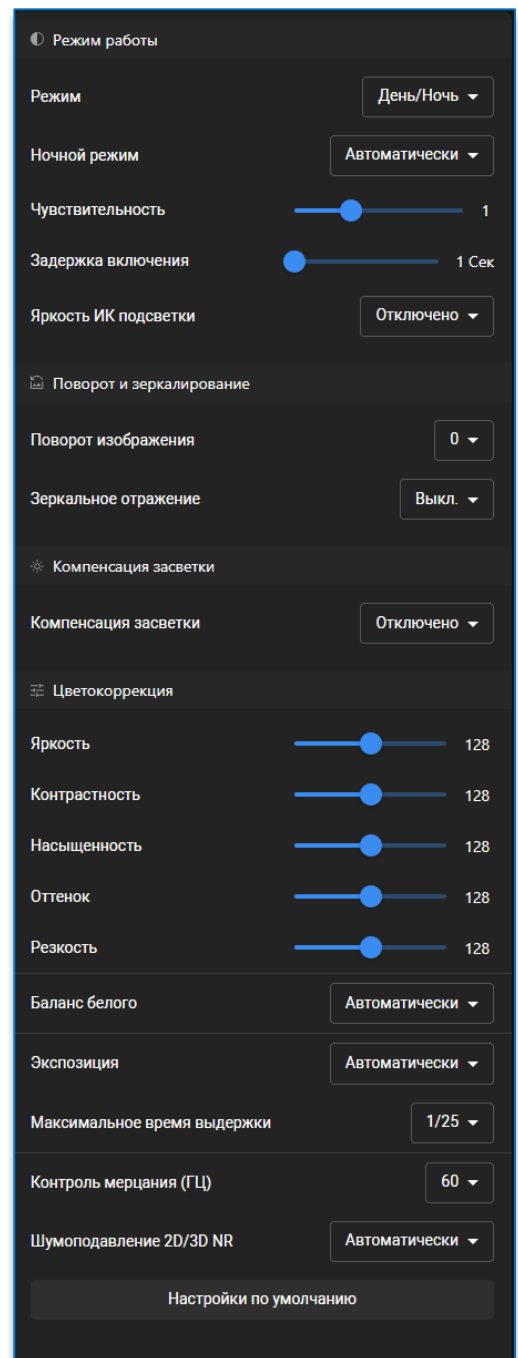 Режим работы
Режим День/Ночь
Ночной режим Автоматически
Чувствительность 1
Задержка включения 1 Сек
Яркость ИК подсветки Отключено
Поворот и зеркалирование
Поворот изображения 0
Зеркальное отражение Выкл.
Компенсация засветки
Компенсация засветки Отключено
Цветокоррекция
Яркость 128
Контрастность 128
Насыщенность 128
Оттенок 128
Резкость 128
Баланс белого Автоматически
Экспозиция Автоматически
Максимальное время выдержки 1/25
Контроль мерцания (ГЦ) 60
Шумоподавление 2D/3D NR Автоматически
Настройки по умолчанию